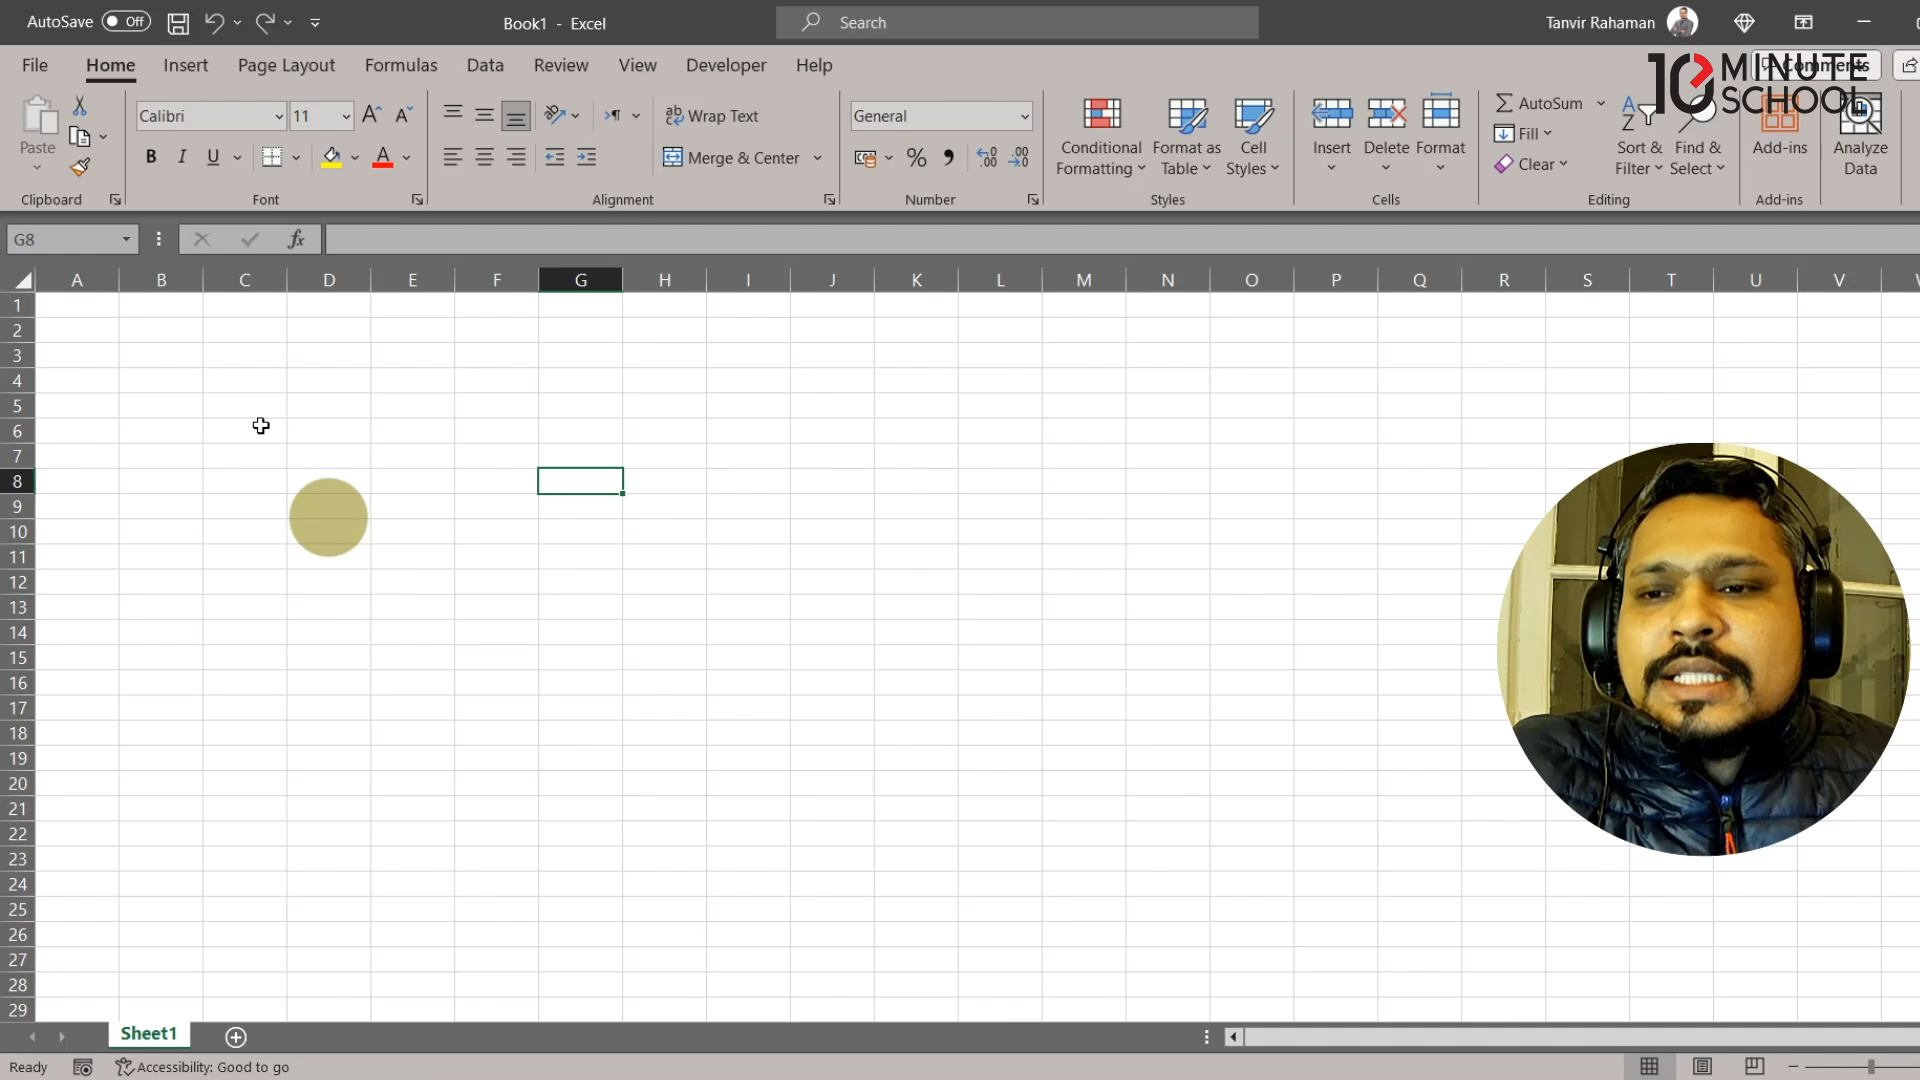 AutoSave Off Book1 - Excel Search Tanvir Rahaman
File Home Insert Page Layout Formulas Data Review View Developer Help Comments
10 MINUTE
SCHOOL
Calibri 11 Wrap Text General AutoSum
Paste B I U Merge & Center % Conditional Formatting Format as Table Cell Styles Insert Delete Format Fill Clear Sort & Filter Find & Select Add-ins Analyze Data
Clipboard Font Alignment Number Styles Cells Editing Add-ins
G8 fx
A B C D E F G H I J K L M N O P Q R S T U V
1
2
3
4
5
6
7
8
9
10
11
12
13
14
15
16
17
18
19
20
21
22
23
24
25
26
27
28
29
Sheet1
Ready Accessibility: Good to go